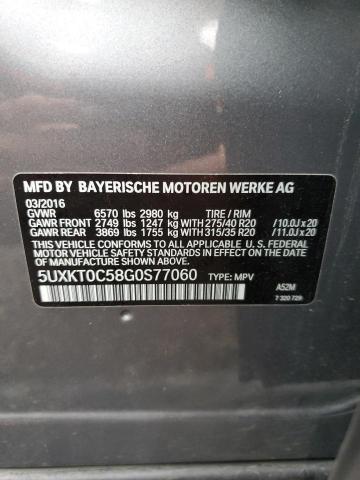 MFD BY BAYERISCHE MOTOREN WERKE AG
03/2016
GVWR 6570 lbs 2980 kg TIRE / RIM
GAWR FRONT 2749 lbs 1247 kg WITH 275/40 R20 /10.0J x 20
GAWR REAR 3869 lbs 1755 kg WITH 315/35 R20 /11.0J x 20
THIS VEHICLE CONFORMS TO ALL APPLICABLE U.S. FEDERAL MOTOR
VEHICLE SAFETY STANDARDS IN EFFECT ON THE DATE OF MANUFACTURE SHOWN ABOVE.
5UXKT0C58G0S77060 TYPE: MPV
A52M
7 320 729